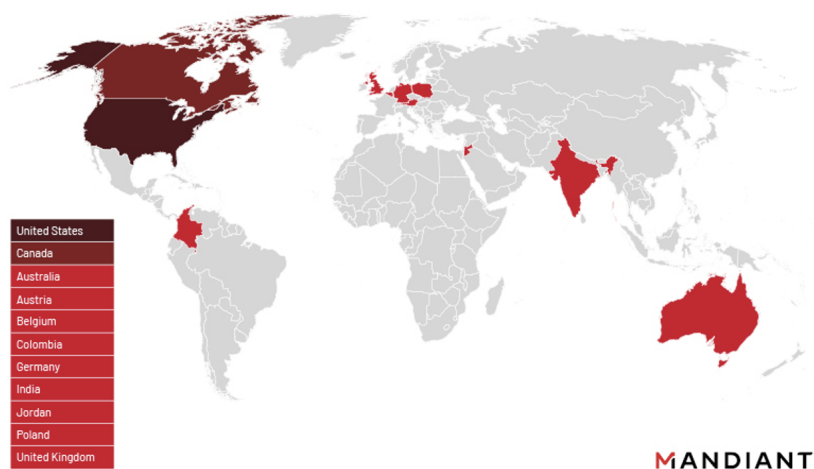 United States
Canada
Australia
Austria
Belgium
Colombia
Germany
India
Jordan
Poland
United Kingdom
MANDIANT